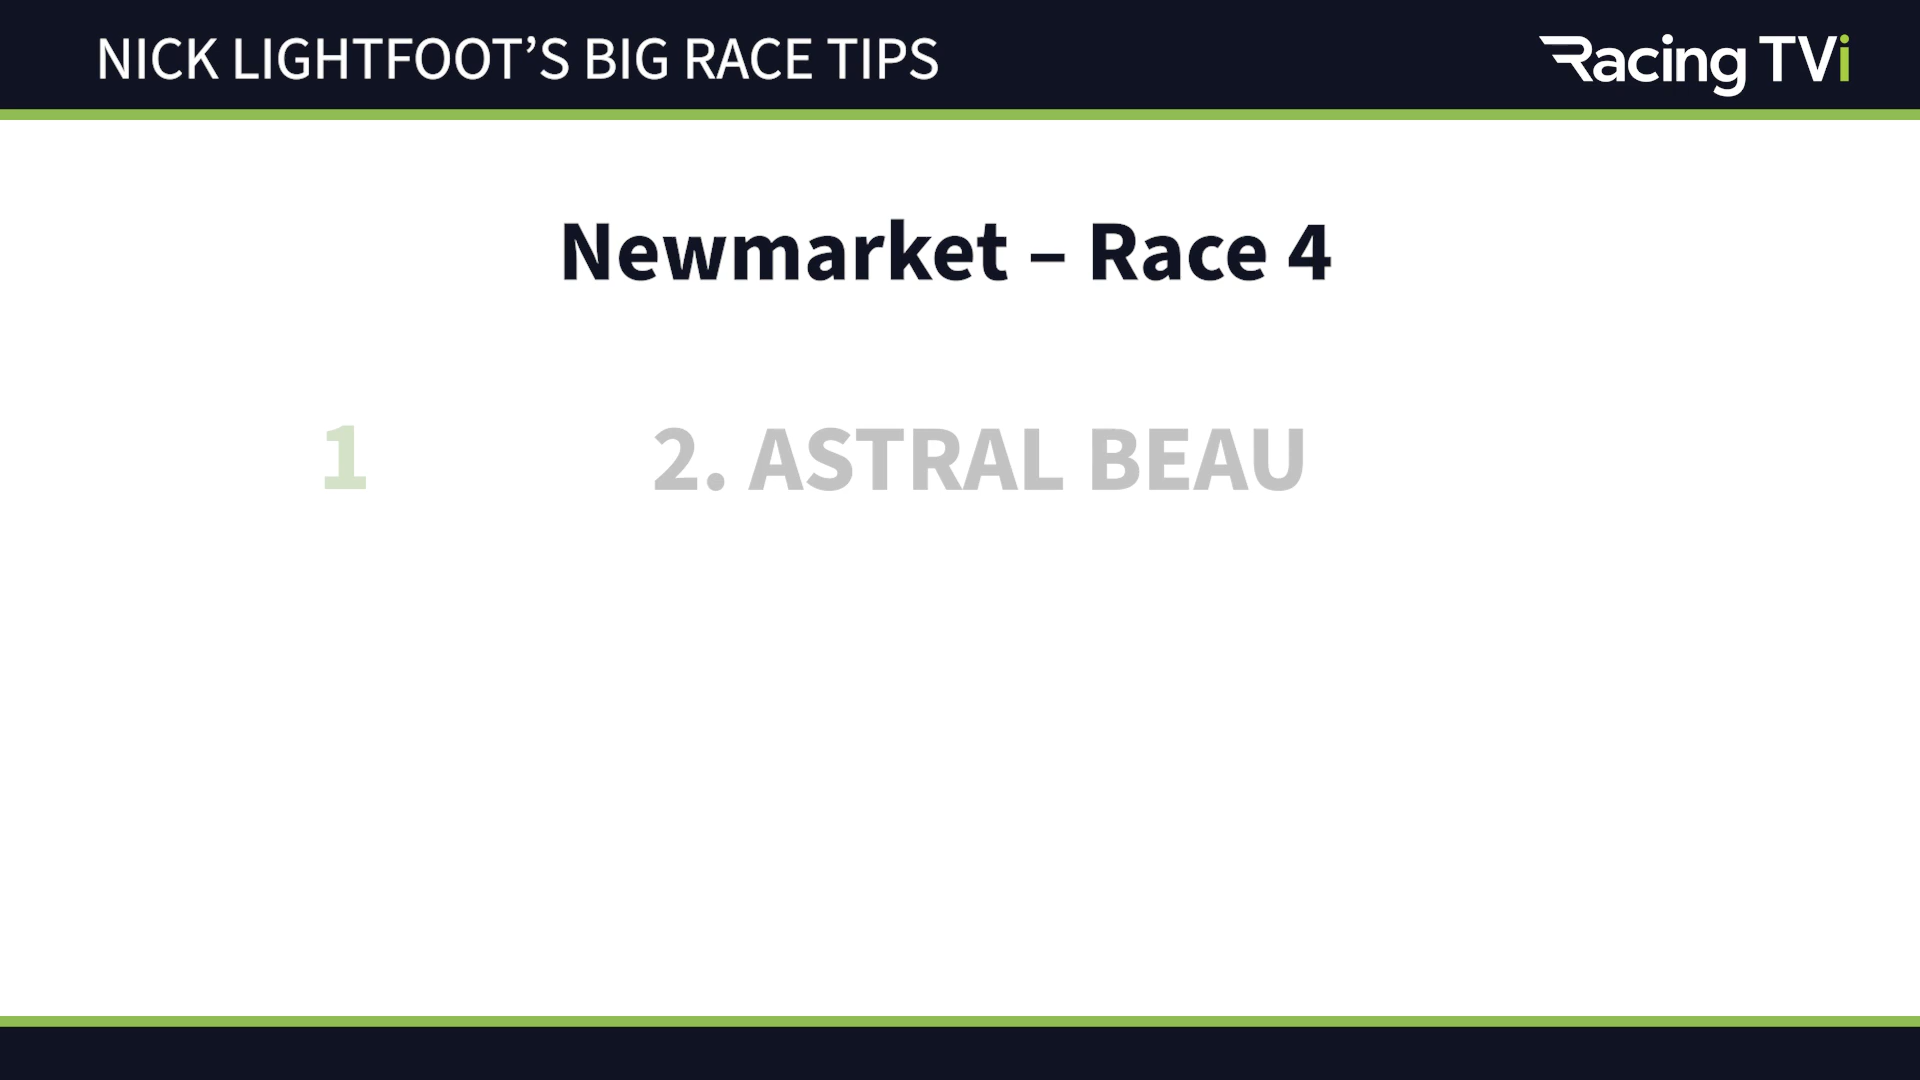 NICK LIGHTFOOT’S BIG RACE TIPS
Racing TVi
Newmarket – Race 4
1 2. ASTRAL BEAU